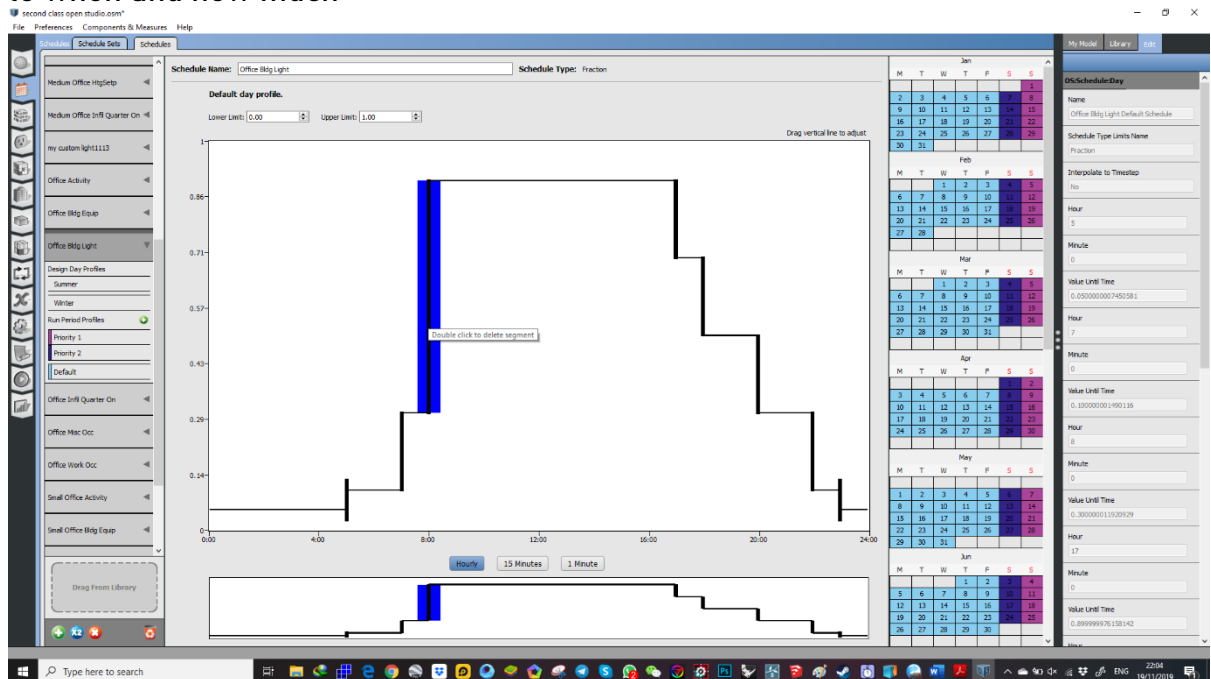 to which and how much
second class open studio.osm*
File Preferences Components & Measures Help
Schedules Schedule Sets Schedules
My Model Library Edit
Medium Office HtgSetp
Medium Office Infil Quarter On
my custom light1113
Office Activity
Office Bldg Equip
Office Bldg Light
Design Day Profiles
Summer
Winter
Run Period Profiles
Priority 1
Priority 2
Default
Office Infil Quarter On
Office Misc Occ
Office Work Occ
Small Office Activity
Small Office Bldg Equip
Drag From Library
X2
Schedule Name: Office Bldg Light Schedule Type: Fraction
Default day profile.
Lower Limit: 0.00 Upper Limit: 1.00
Drag vertical line to adjust
1
0.86
0.71
0.57
Double click to delete segment
0.43
0.29
0.14
0
0:00 4:00 8:00 12:00 16:00 20:00 24:00
Hourly 15 Minutes 1 Minute
Jan
M T W T F S S
1
2 3 4 5 6 7 8
9 10 11 12 13 14 15
16 17 18 19 20 21 22
23 24 25 26 27 28 29
30 31
Feb
M T W T F S S
1 2 3 4 5
6 7 8 9 10 11 12
13 14 15 16 17 18 19
20 21 22 23 24 25 26
27 28
Mar
M T W T F S S
1 2 3 4 5
6 7 8 9 10 11 12
13 14 15 16 17 18 19
20 21 22 23 24 25 26
27 28 29 30 31
Apr
M T W T F S S
1 2
3 4 5 6 7 8 9
10 11 12 13 14 15 16
17 18 19 20 21 22 23
24 25 26 27 28 29 30
May
M T W T F S S
1 2 3 4 5 6 7
8 9 10 11 12 13 14
15 16 17 18 19 20 21
22 23 24 25 26 27 28
29 30 31
Jun
M T W T F S S
1 2 3 4
5 6 7 8 9 10 11
12 13 14 15 16 17 18
19 20 21 22 23 24 25
26 27 28 29 30
OS:Schedule:Day
Name
Office Bldg Light Default Schedule
Schedule Type Limits Name
Fraction
Interpolate to Timestep
No
Hour
5
Minute
0
Value Until Time
0.0500000007450581
Hour
7
Minute
0
Value Until Time
0.100000001490116
Hour
8
Minute
0
Value Until Time
0.300000011920929
Hour
17
Minute
0
Value Until Time
0.899999976158142
Hour
Type here to search
ENG
22:04
19/11/2019